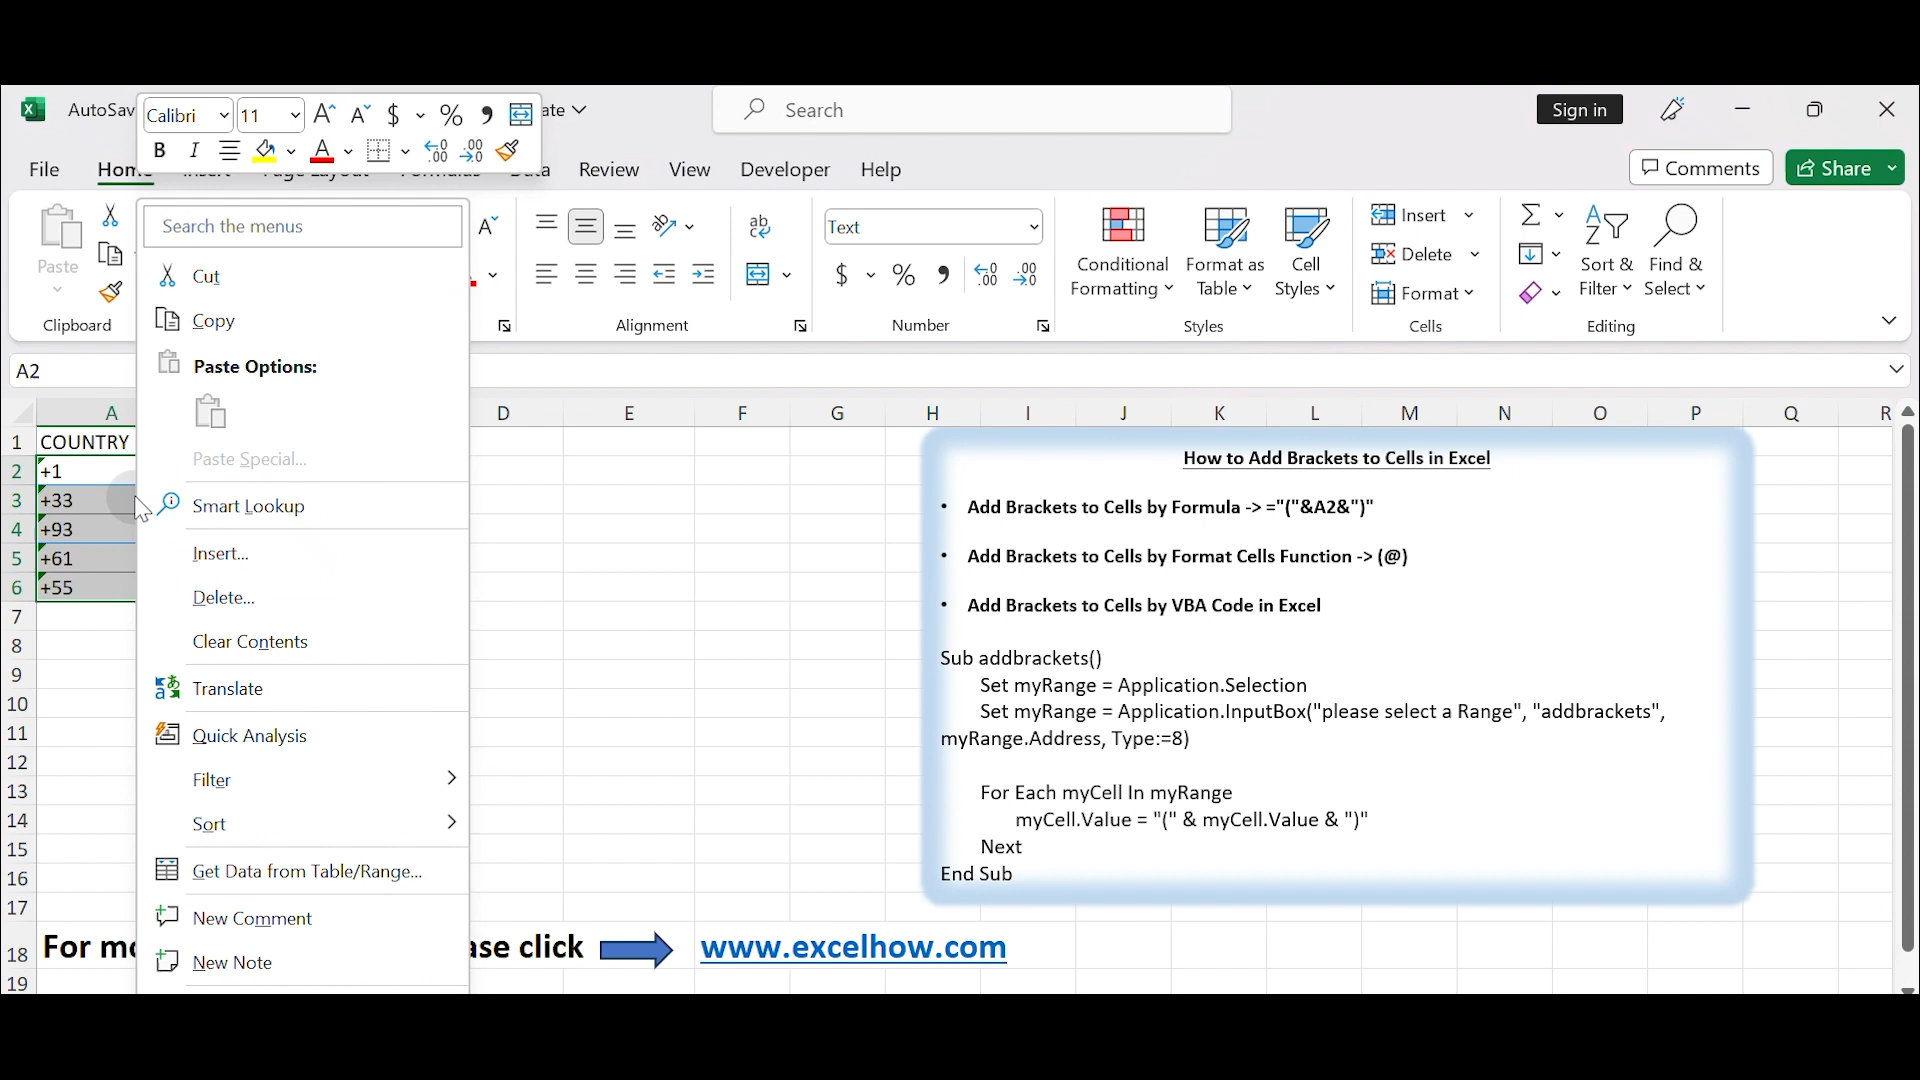 AutoSav
Calibri
11
$ % ,
ate
Search
Sign in
B I A
File
Home
Data
Review
View
Developer
Help
Comments
Share
Paste
Clipboard
Search the menus
Text
$ % ,
Alignment
Number
Conditional
Formatting
Format as
Table
Cell
Styles
Styles
Insert
Delete
Format
Cells
Sort &
Filter
Find &
Select
Editing
Cut
Copy
Paste Options:
Paste Special...
Smart Lookup
Insert...
Delete...
Clear Contents
Translate
Quick Analysis
Filter
Sort
Get Data from Table/Range...
New Comment
New Note
A2
A D E F G H I J K L M N O P Q R
1 COUNTRY
2 +1
3 +33
4 +93
5 +61
6 +55
7
8
9
10
11
12
13
14
15
16
17
18
19
How to Add Brackets to Cells in Excel
• Add Brackets to Cells by Formula -> ="("&A2&")"
• Add Brackets to Cells by Format Cells Function -> (@)
• Add Brackets to Cells by VBA Code in Excel
Sub addbrackets()
Set myRange = Application.Selection
Set myRange = Application.InputBox("please select a Range", "addbrackets",
myRange.Address, Type:=8)
For Each myCell In myRange
myCell.Value = "(" & myCell.Value & ")"
Next
End Sub
For mo
ase click
www.excelhow.com